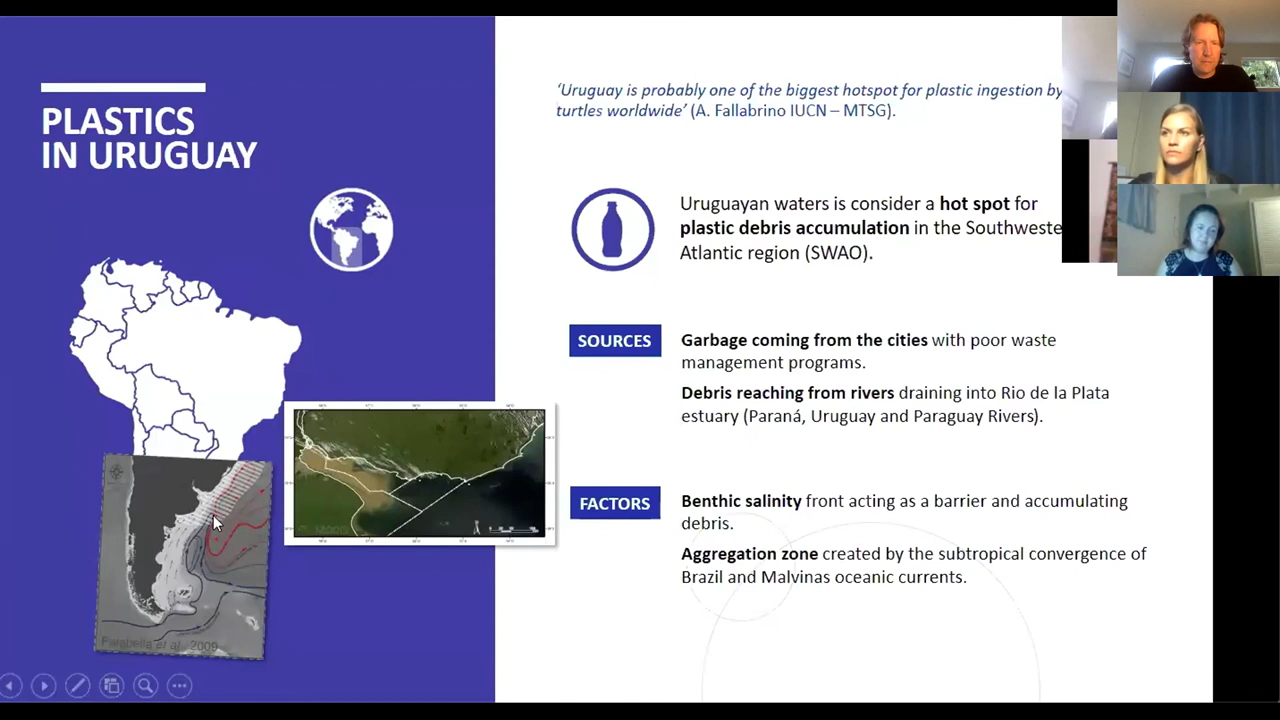 PLASTICS
IN URUGUAY
‘Uruguay is probably one of the biggest hotspot for plastic ingestion by
turtles worldwide’ (A. Fallabrino IUCN – MTSG).
Uruguayan waters is consider a hot spot for
plastic debris accumulation in the Southweste
Atlantic region (SWAO).
SOURCES
Garbage coming from the cities with poor waste
management programs.
Debris reaching from rivers draining into Rio de la Plata
estuary (Paraná, Uruguay and Paraguay Rivers).
FACTORS
Benthic salinity front acting as a barrier and accumulating
debris.
Aggregation zone created by the subtropical convergence of
Brazil and Malvinas oceanic currents.
et al., 2009